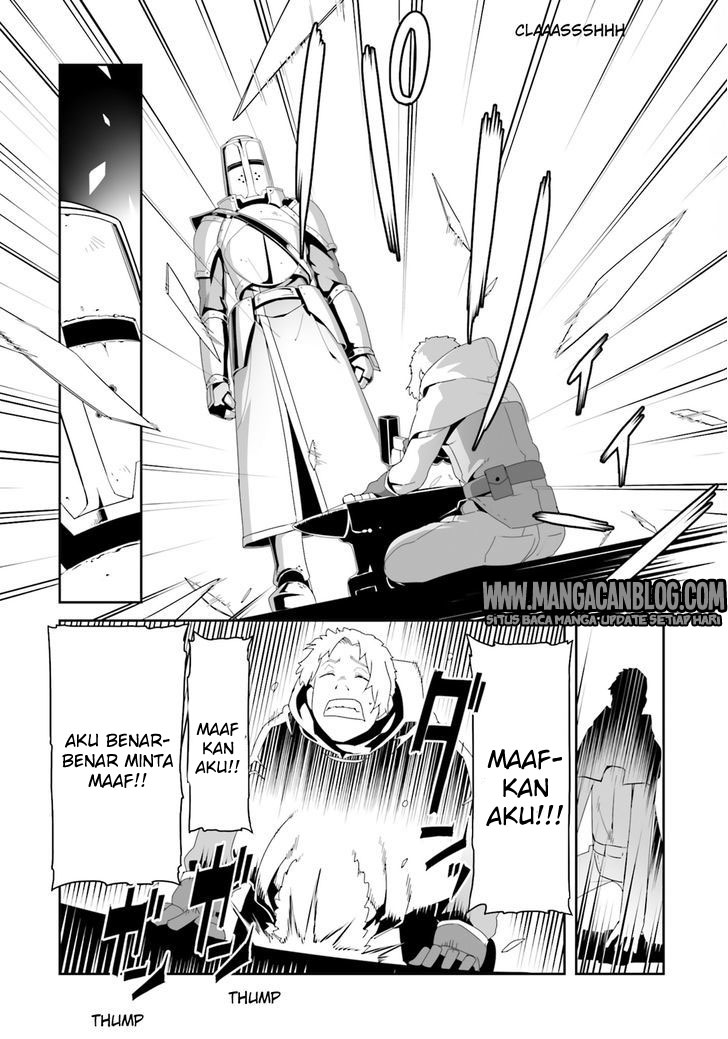 CLAAASSSHHH
WWW.MANGACANBLOG.COM
SITUS BACA MANGA UPDATE SETIAP HARI
MAAF-
KAN
AKU!!!
MAAF
KAN
AKU!!
AKU BENAR-
BENAR MINTA
MAAF!!
THUMP
THUMP